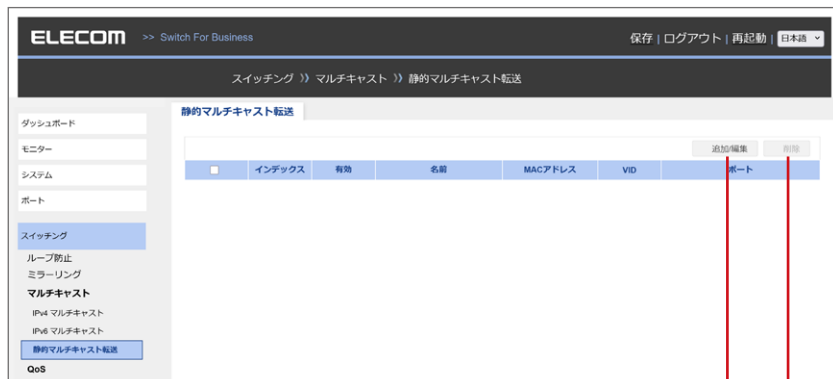 ELECOM >> Switch For Business 保存 | ログアウト | 再起動 | 日本語
スイッチング 》 マルチキャスト 》 静的マルチキャスト転送
静的マルチキャスト転送
追加/編集 削除
インデックス 有効 名前 MACアドレス VID ポート
ダッシュボード
モニター
システム
ポート
スイッチング
ループ防止
ミラーリング
マルチキャスト
IPv4 マルチキャスト
IPv6 マルチキャスト
静的マルチキャスト転送
QoS